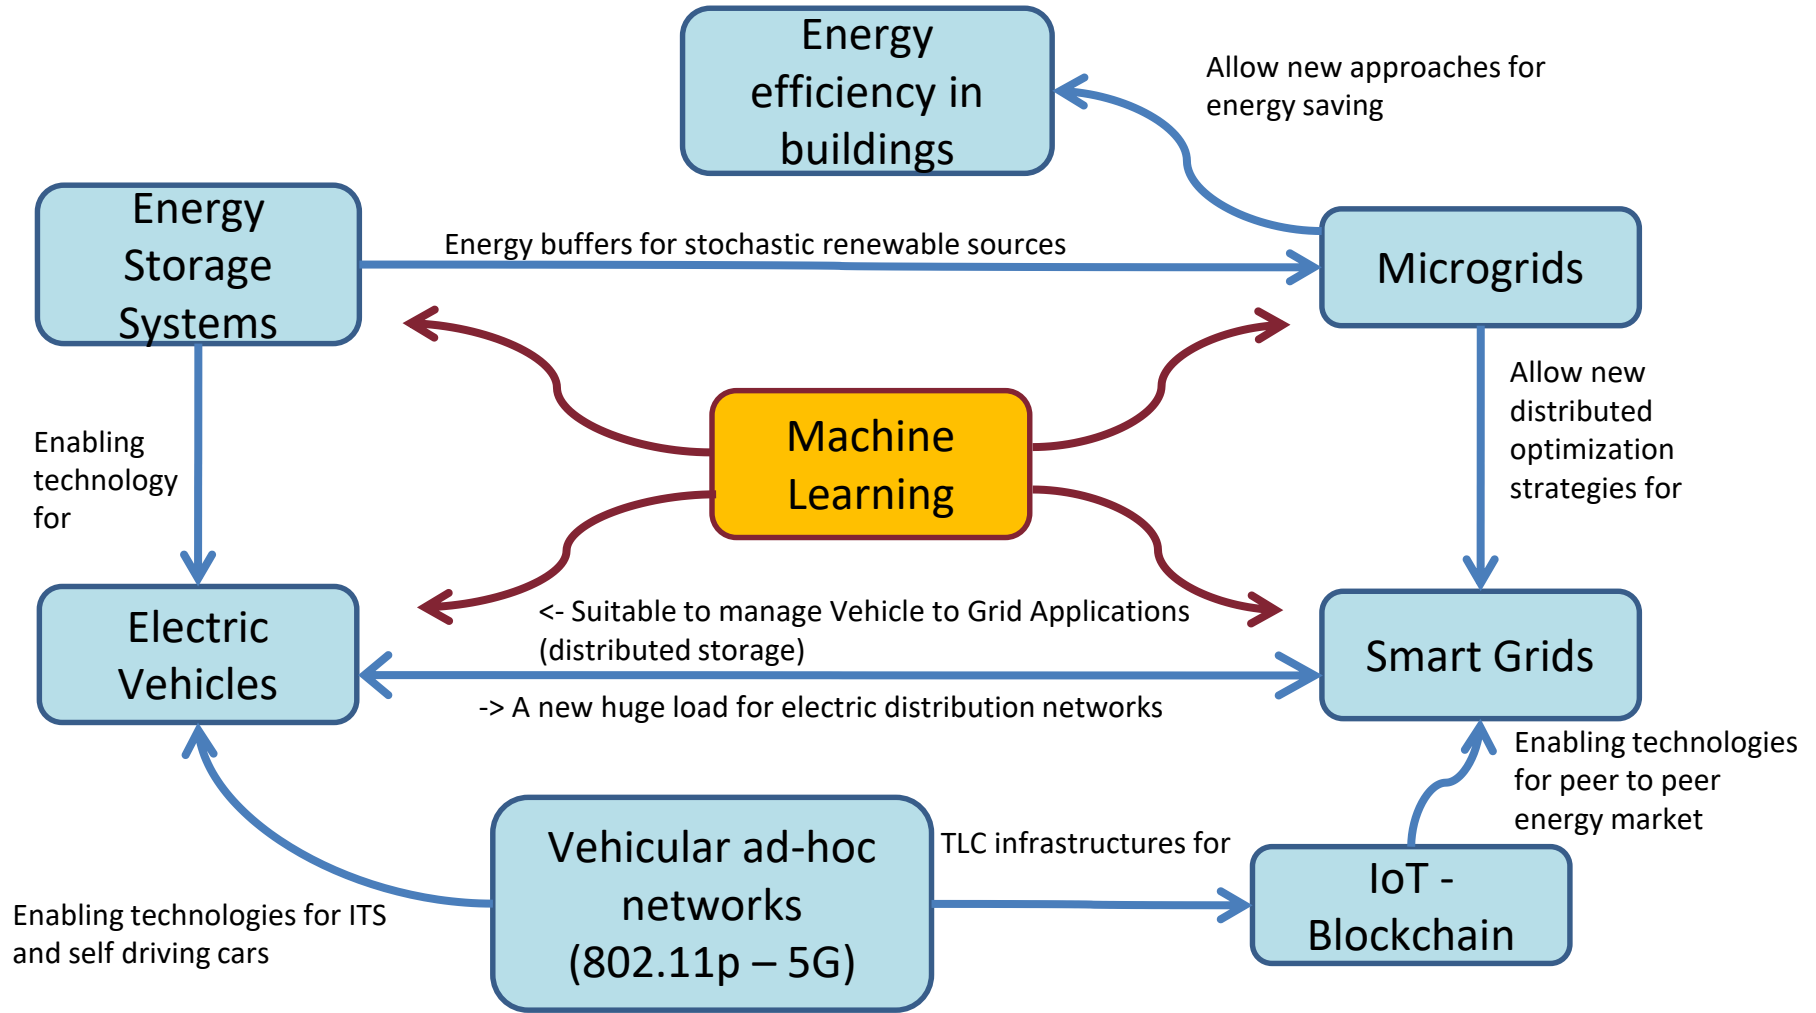 Energy
efficiency in
buildings
Allow new approaches for
energy saving
Energy
Storage
Systems
Energy buffers for stochastic renewable sources
Microgrids
Machine
Learning
Allow new
distributed
optimization
strategies for
Enabling
technology
for
Electric
Vehicles
<- Suitable to manage Vehicle to Grid Applications
(distributed storage)
-> A new huge load for electric distribution networks
Smart Grids
Enabling technologies
for peer to peer
energy market
Vehicular ad-hoc
networks
(802.11p – 5G)
TLC infrastructures for
IoT -
Blockchain
Enabling technologies for ITS
and self driving cars